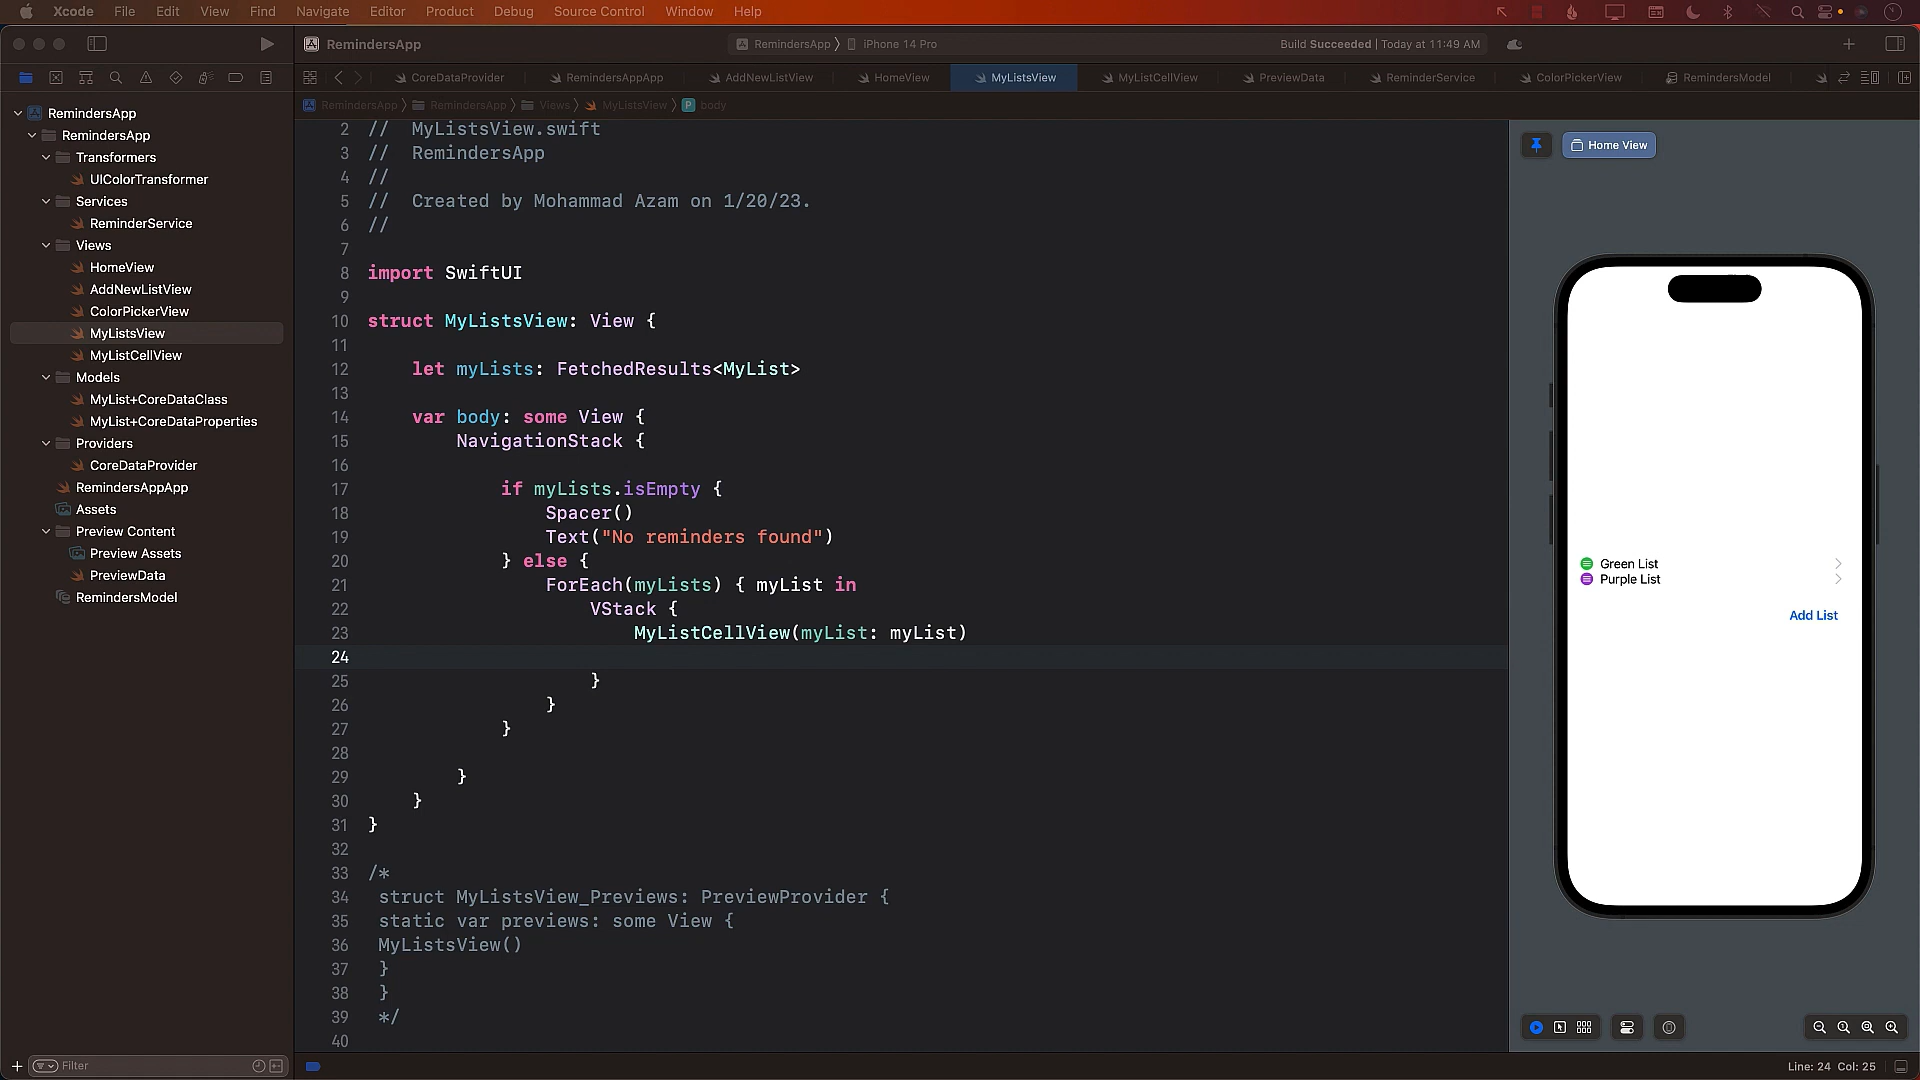 Xcode File Edit View Find Navigate Editor Product Debug Source Control Window Help
RemindersApp
RemindersApp iPhone 14 Pro
Build Succeeded | Today at 11:49 AM
CoreDataProvider RemindersAppApp AddNewListView HomeView MyListsView MyListCellView PreviewData ReminderService ColorPickerView RemindersModel
RemindersApp RemindersApp Views MyListsView P body
RemindersApp
RemindersApp
Transformers
UIColorTransformer
Services
ReminderService
Views
HomeView
AddNewListView
ColorPickerView
MyListsView
MyListCellView
Models
MyList+CoreDataClass
MyList+CoreDataProperties
Providers
CoreDataProvider
RemindersAppApp
Assets
Preview Content
Preview Assets
PreviewData
RemindersModel
Filter
2 //  MyListsView.swift
3 //  RemindersApp
4 //
5 //  Created by Mohammad Azam on 1/20/23.
6 //
7
8 import SwiftUI
9
10 struct MyListsView: View {
11
12     let myLists: FetchedResults<MyList>
13
14     var body: some View {
15         NavigationStack {
16
17             if myLists.isEmpty {
18                 Spacer()
19                 Text("No reminders found")
20             } else {
21                 ForEach(myLists) { myList in
22                     VStack {
23                         MyListCellView(myList: myList)
24
25                     }
26                 }
27             }
28
29         }
30     }
31 }
32
33 /*
34  struct MyListsView_Previews: PreviewProvider {
35  static var previews: some View {
36  MyListsView()
37  }
38  }
39  */
40
Home View
Green List
Purple List
Add List
Line: 24 Col: 25